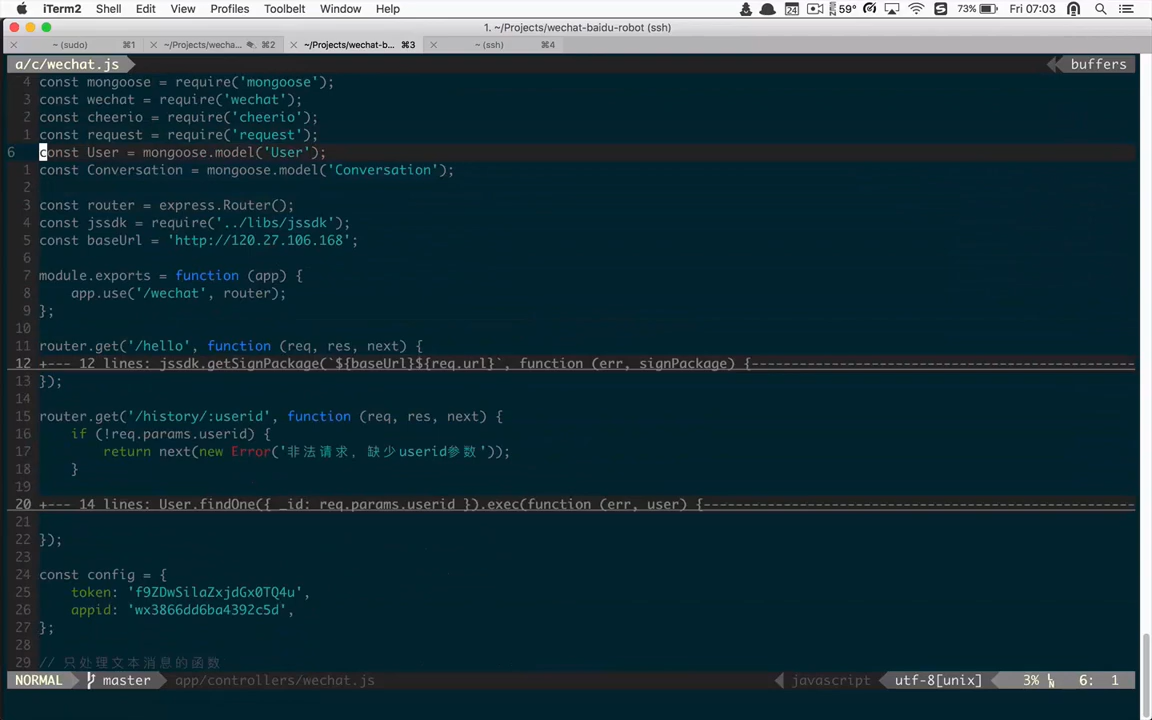 iTerm2 Shell Edit View Profiles Toolbelt Window Help 24 59° 73% Fri 07:03
1. ~/Projects/wechat-baidu-robot (ssh)
~ (sudo) ⌘1 ~/Projects/wecha... ⌘2 ~/Projects/wechat-b... ⌘3 ~ (ssh) ⌘4
a/c/wechat.js buffers
4 const mongoose = require('mongoose');
3 const wechat = require('wechat');
2 const cheerio = require('cheerio');
1 const request = require('request');
6 const User = mongoose.model('User');
1 const Conversation = mongoose.model('Conversation');
2
3 const router = express.Router();
4 const jssdk = require('../libs/jssdk');
5 const baseUrl = 'http://120.27.106.168';
6
7 module.exports = function (app) {
8 app.use('/wechat', router);
9 };
10
11 router.get('/hello', function (req, res, next) {
12 +--- 12 lines: jssdk.getSignPackage(`${baseUrl}${req.url}`, function (err, signPackage) {------------------------------------------------
13 });
14
15 router.get('/history/:userid', function (req, res, next) {
16 if (!req.params.userid) {
17 return next(new Error('非法请求, 缺少userid参数'));
18 }
19
20 +--- 14 lines: User.findOne({ _id: req.params.userid }).exec(function (err, user) {------------------------------------------------------
21
22 });
23
24 const config = {
25 token: 'f9ZDwSilaZxjdGx0TQ4u',
26 appid: 'wx3866dd6ba4392c5d',
27 };
28
29 // 只处理文本消息的函数
NORMAL master app/controllers/wechat.js javascript utf-8[unix] 3% 6: 1